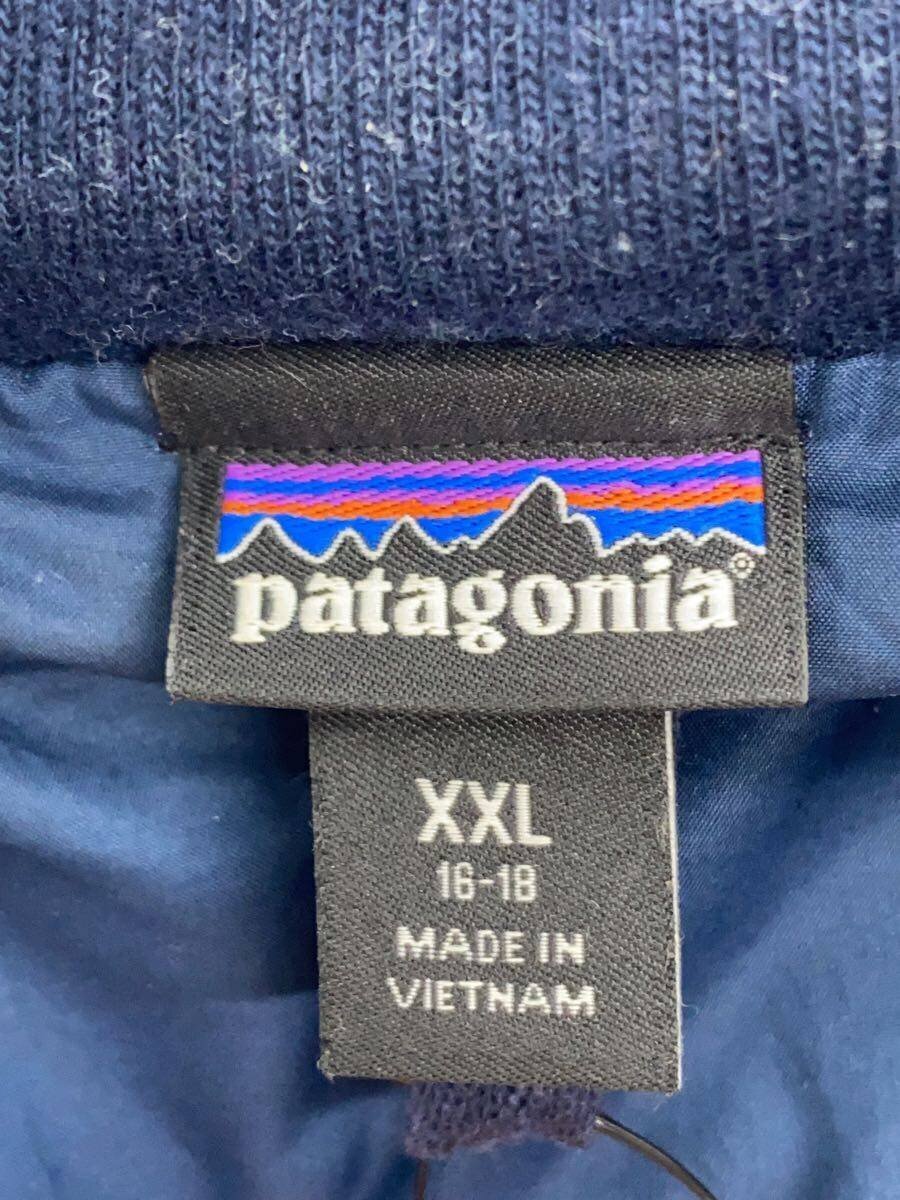 patagonia®
XXL
16-18
MADE IN
VIETNAM